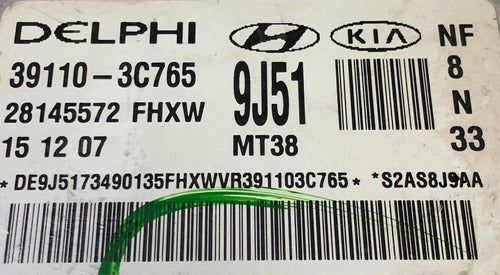 DELPHI KIA NF
39110-3C765 9J51 8
28145572 FHXW N
15 12 07 MT38 33
*DE9J5173490135FHXWVR391103C765* *S2AS8J9AA